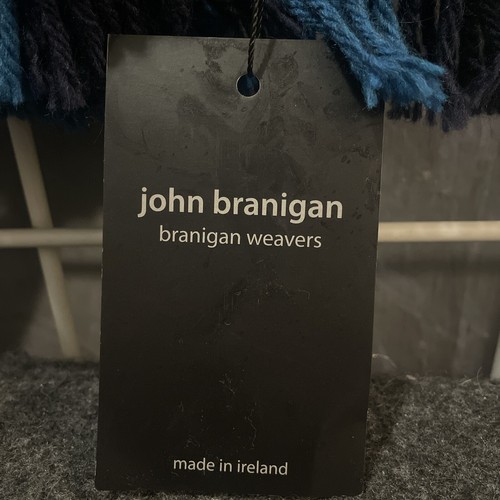 john branigan
branigan weavers
made in ireland